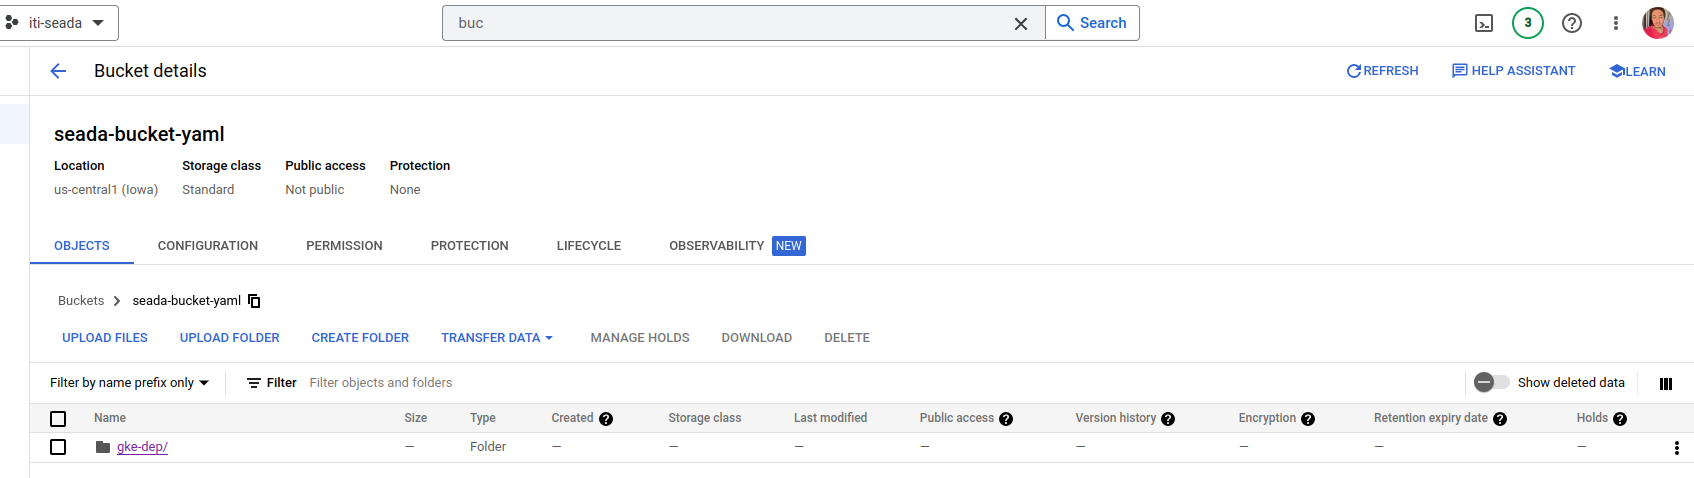 iti-seada buc Search 3
Bucket details REFRESH HELP ASSISTANT LEARN
seada-bucket-yaml
Location Storage class Public access Protection
us-central1 (Iowa) Standard Not public None
OBJECTS CONFIGURATION PERMISSION PROTECTION LIFECYCLE OBSERVABILITY NEW
Buckets seada-bucket-yaml
UPLOAD FILES UPLOAD FOLDER CREATE FOLDER TRANSFER DATA MANAGE HOLDS DOWNLOAD DELETE
Filter by name prefix only Filter Filter objects and folders Show deleted data
Name Size Type Created Storage class Last modified Public access Version history Encryption Retention expiry date Holds
gke-dep/ — Folder — — — — — — — —